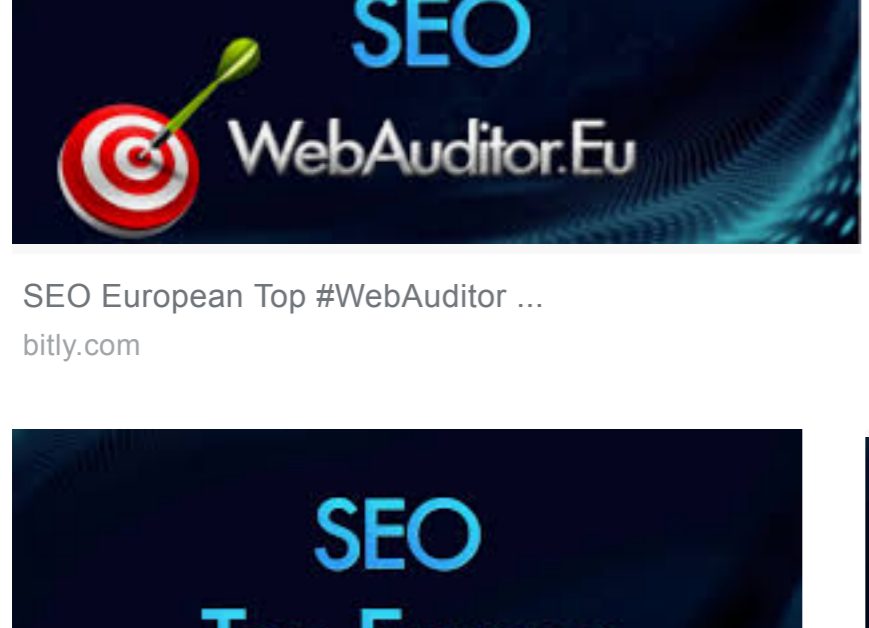 SEO
WebAuditor.Eu
SEO European Top #WebAuditor ...
bitly.com
SEO